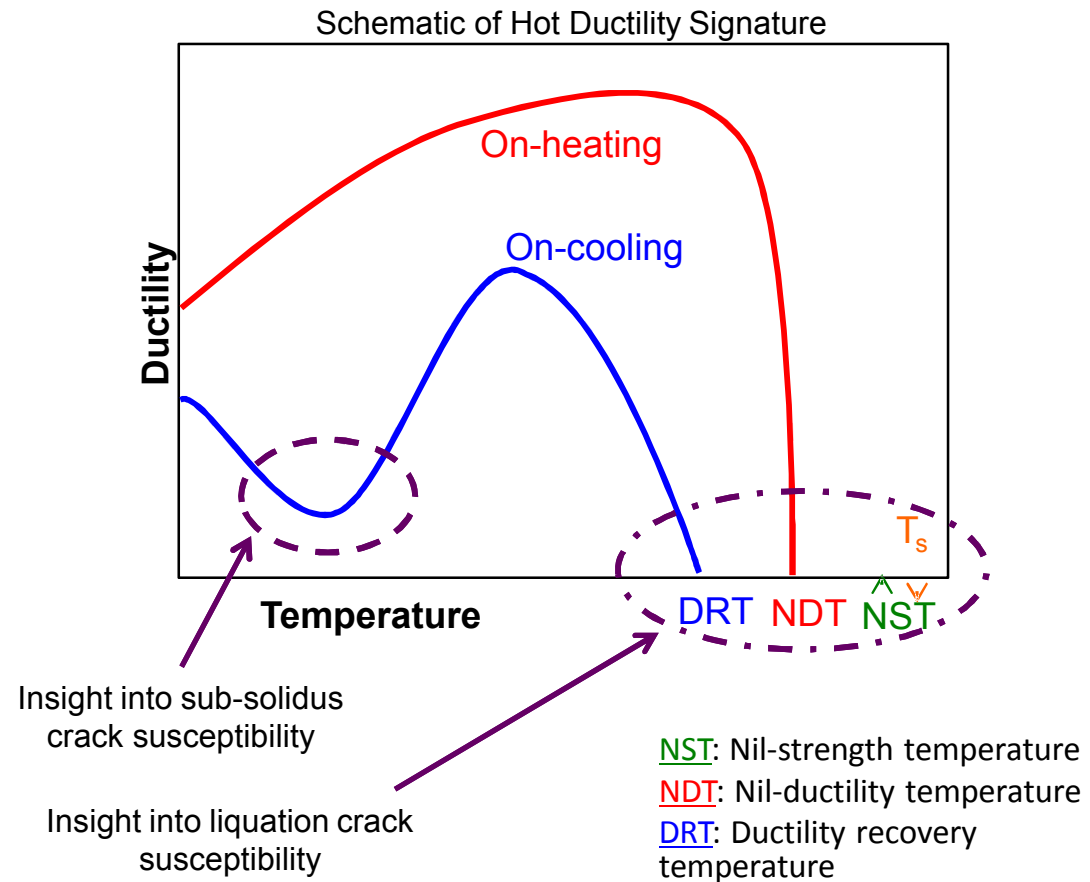 Schematic of Hot Ductility Signature
On-heating
On-cooling
Ductility
Ts
Temperature
DRT NDT NST
Insight into sub-solidus
crack susceptibility
Insight into liquation crack
susceptibility
NST: Nil-strength temperature
NDT: Nil-ductility temperature
DRT: Ductility recovery
temperature